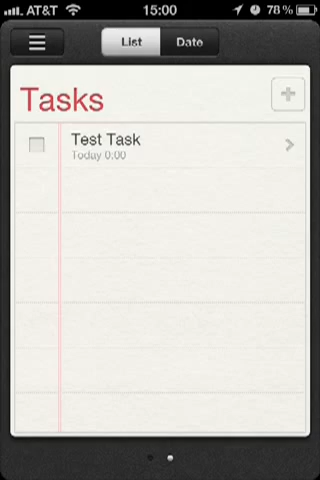 AT&T 15:00 78%
List Date
Tasks
Test Task
Today 0:00